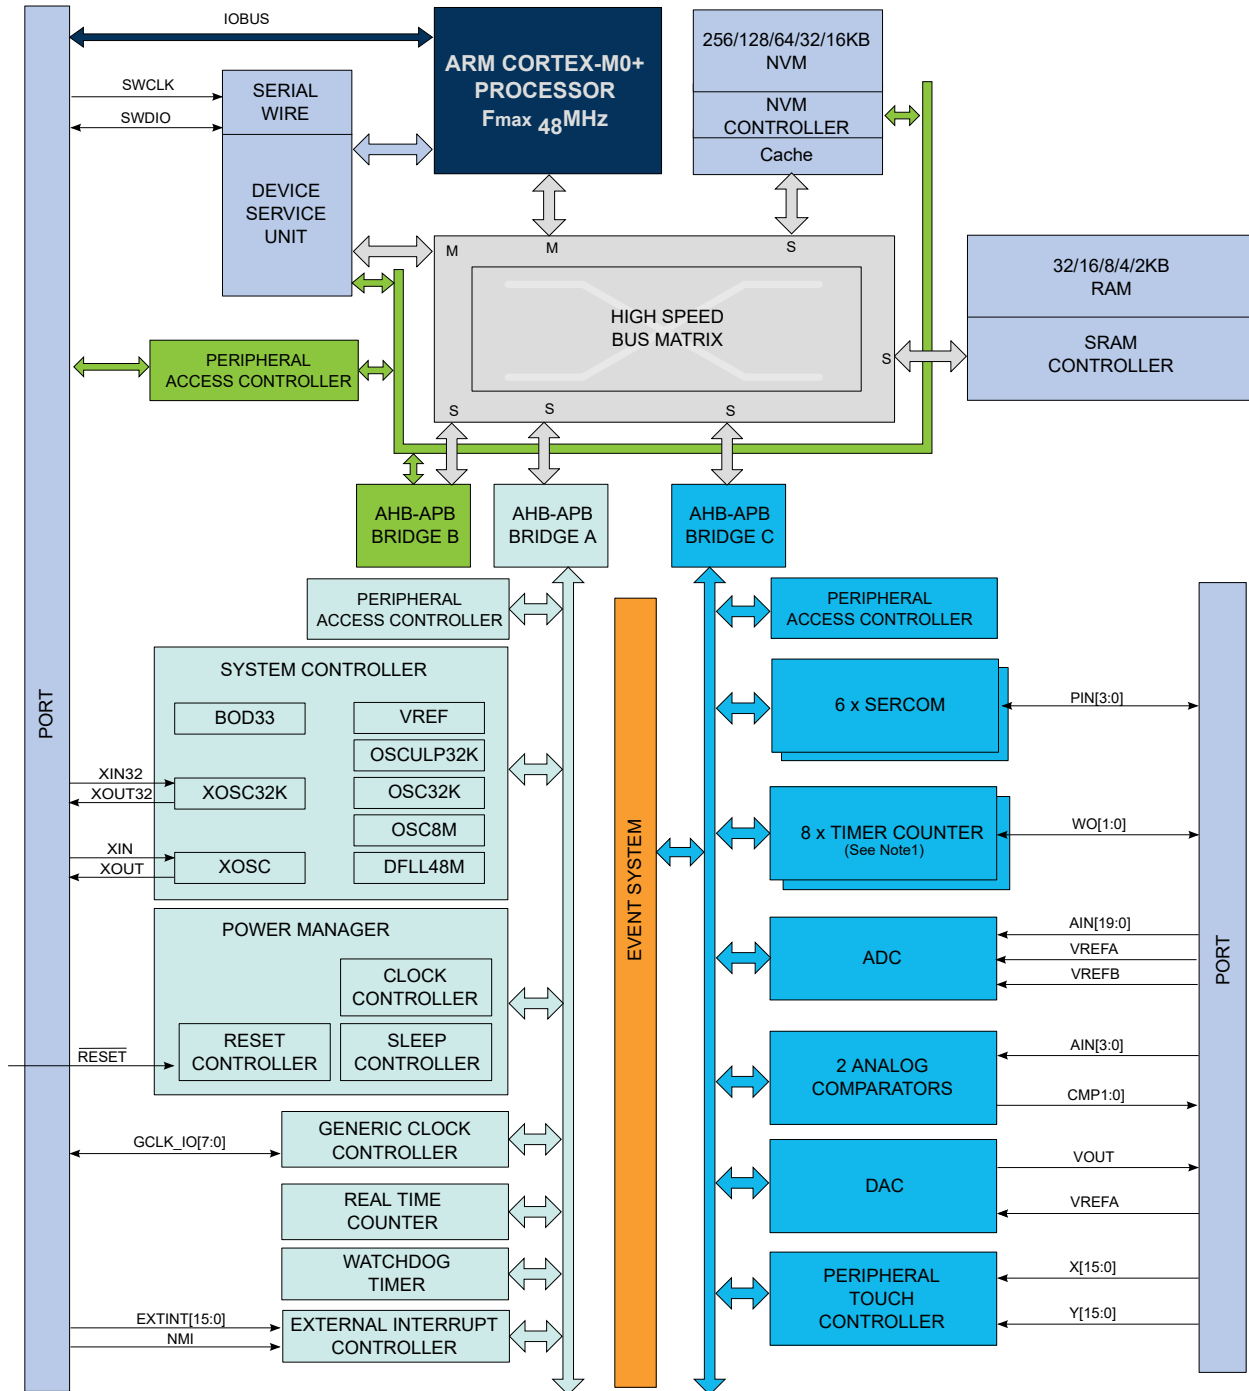 IOBUS
ARM CORTEX-M0+
PROCESSOR
Fmax 48MHz
256/128/64/32/16KB
NVM
NVM
CONTROLLER
Cache
SWCLK
SWDIO
SERIAL
WIRE
DEVICE
SERVICE
UNIT
M
M
S
HIGH SPEED
BUS MATRIX
S
S
S
S
32/16/8/4/2KB
RAM
SRAM
CONTROLLER
PERIPHERAL
ACCESS CONTROLLER
AHB-APB
BRIDGE B
AHB-APB
BRIDGE A
AHB-APB
BRIDGE C
PORT
PERIPHERAL
ACCESS CONTROLLER
SYSTEM CONTROLLER
BOD33
VREF
OSCULP32K
XIN32
XOUT32
XOSC32K
OSC32K
OSC8M
XIN
XOUT
XOSC
DFLL48M
POWER MANAGER
CLOCK
CONTROLLER
RESET
RESET
CONTROLLER
SLEEP
CONTROLLER
GCLK_IO[7:0]
GENERIC CLOCK
CONTROLLER
REAL TIME
COUNTER
WATCHDOG
TIMER
EXTINT[15:0]
NMI
EXTERNAL INTERRUPT
CONTROLLER
EVENT SYSTEM
PERIPHERAL
ACCESS CONTROLLER
6 x SERCOM
PIN[3:0]
8 x TIMER COUNTER
(See Note1)
WO[1:0]
ADC
AIN[19:0]
VREFA
VREFB
2 ANALOG
COMPARATORS
AIN[3:0]
CMP1:0]
DAC
VOUT
VREFA
PERIPHERAL
TOUCH
CONTROLLER
X[15:0]
Y[15:0]
PORT